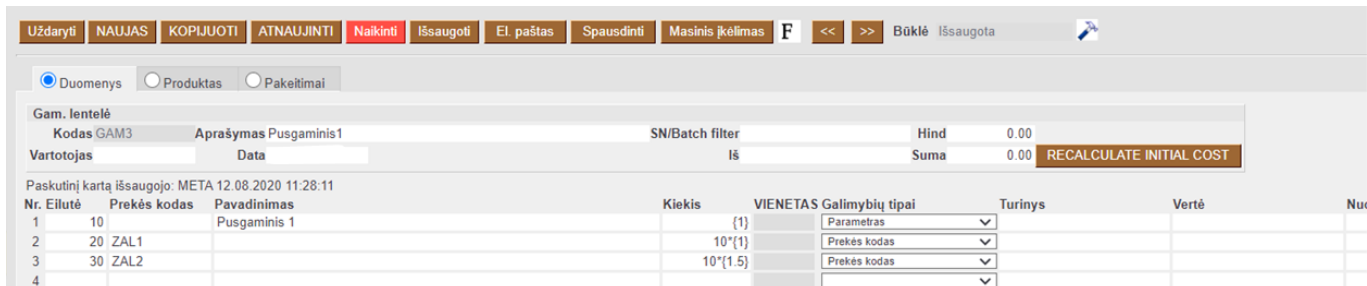 Uždaryti NAUJAS KOPIJUOTI ATNAUJINTI Naikinti Išsaugoti El. paštas Spausdinti Masinis įkėlimas F << >> Būklė Išsaugota
Duomenys Produktas Pakeitimai
Gam. lentelė
Kodas GAM3 Aprašymas Pusgaminis1 SN/Batch filter Hind 0.00
Vartotojas Data Iš Suma 0.00 RECALCULATE INITIAL COST
Paskutinį kartą išsaugojo: META 12.08.2020 11:28:11
Nr. Eilutė Prekės kodas Pavadinimas Kiekis VIENETAS Galimybių tipai Turinys Vertė Nuo
1 10 Pusgaminis 1 {1} Parametras
2 20 ZAL1 10*{1} Prekės kodas
3 30 ZAL2 10*{1.5} Prekės kodas
4